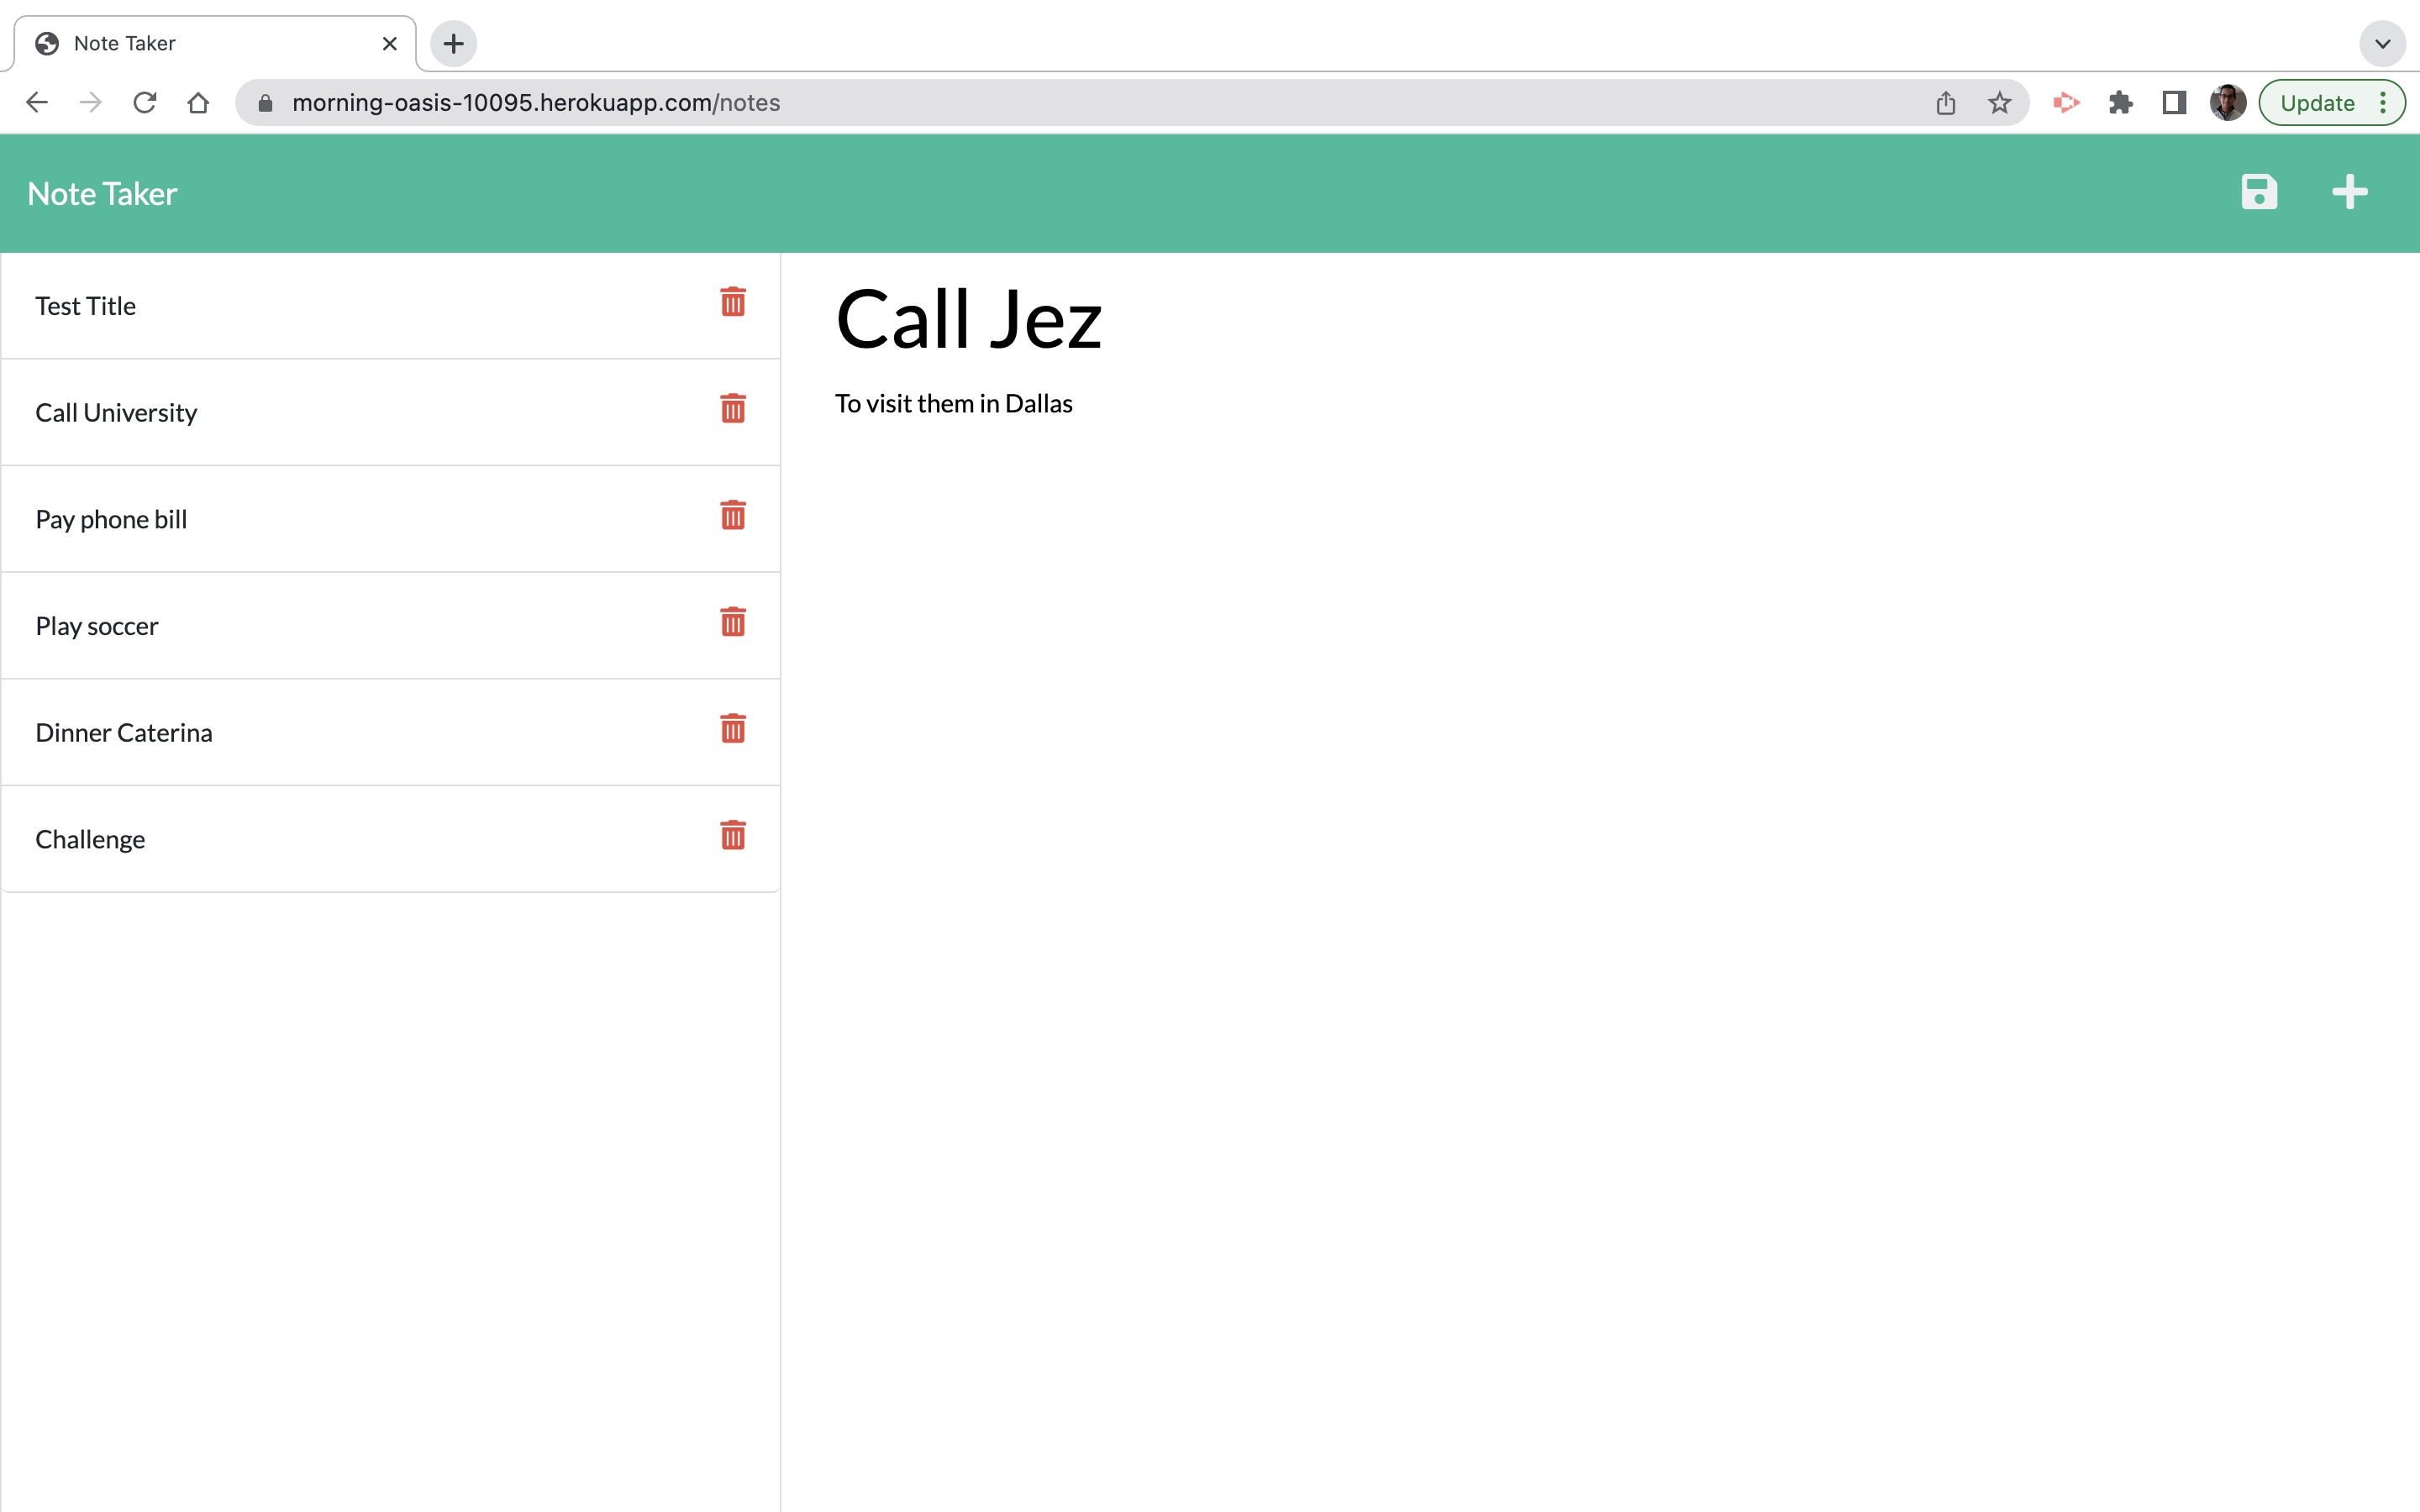 Note Taker
morning-oasis-10095.herokuapp.com/notes
Update
Note Taker
Test Title
Call University
Pay phone bill
Play soccer
Dinner Caterina
Challenge
Call Jez
To visit them in Dallas